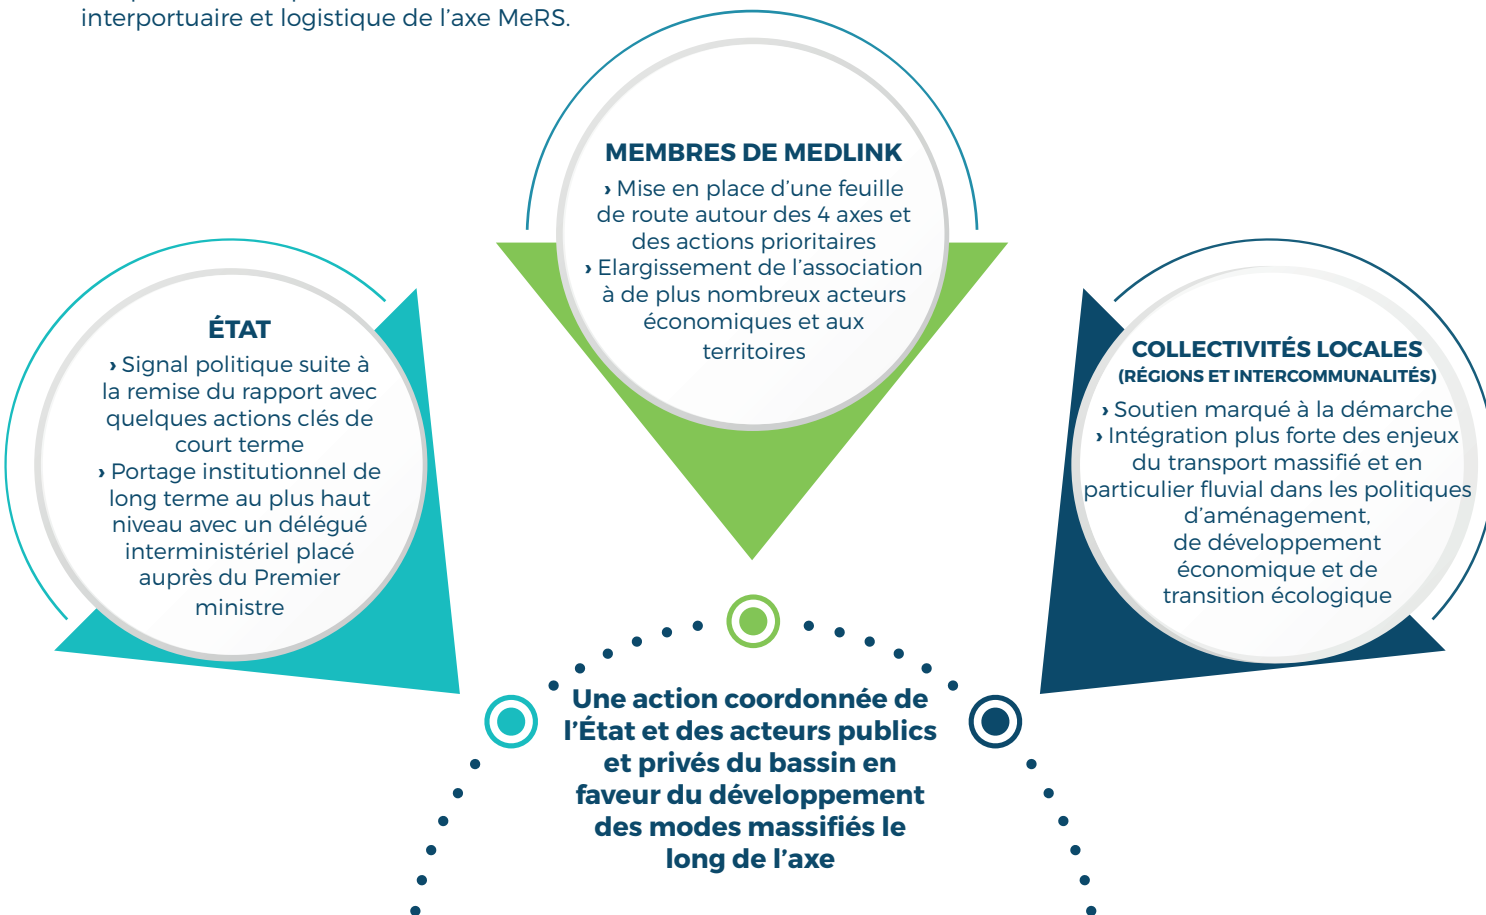 interportuaire et logistique de l'axe MeRS.
MEMBRES DE MEDLINK
› Mise en place d'une feuille
de route autour des 4 axes et
des actions prioritaires
› Elargissement de l'association
à de plus nombreux acteurs
économiques et aux
territoires
ÉTAT
› Signal politique suite à
la remise du rapport avec
quelques actions clés de
court terme
› Portage institutionnel de
long terme au plus haut
niveau avec un délégué
interministériel placé
auprès du Premier
ministre
COLLECTIVITÉS LOCALES
(RÉGIONS ET INTERCOMMUNALITÉS)
› Soutien marqué à la démarche
› Intégration plus forte des enjeux
du transport massifié et en
particulier fluvial dans les politiques
d'aménagement,
de développement
économique et de
transition écologique
Une action coordonnée de
l'État et des acteurs publics
et privés du bassin en
faveur du développement
des modes massifiés le
long de l'axe